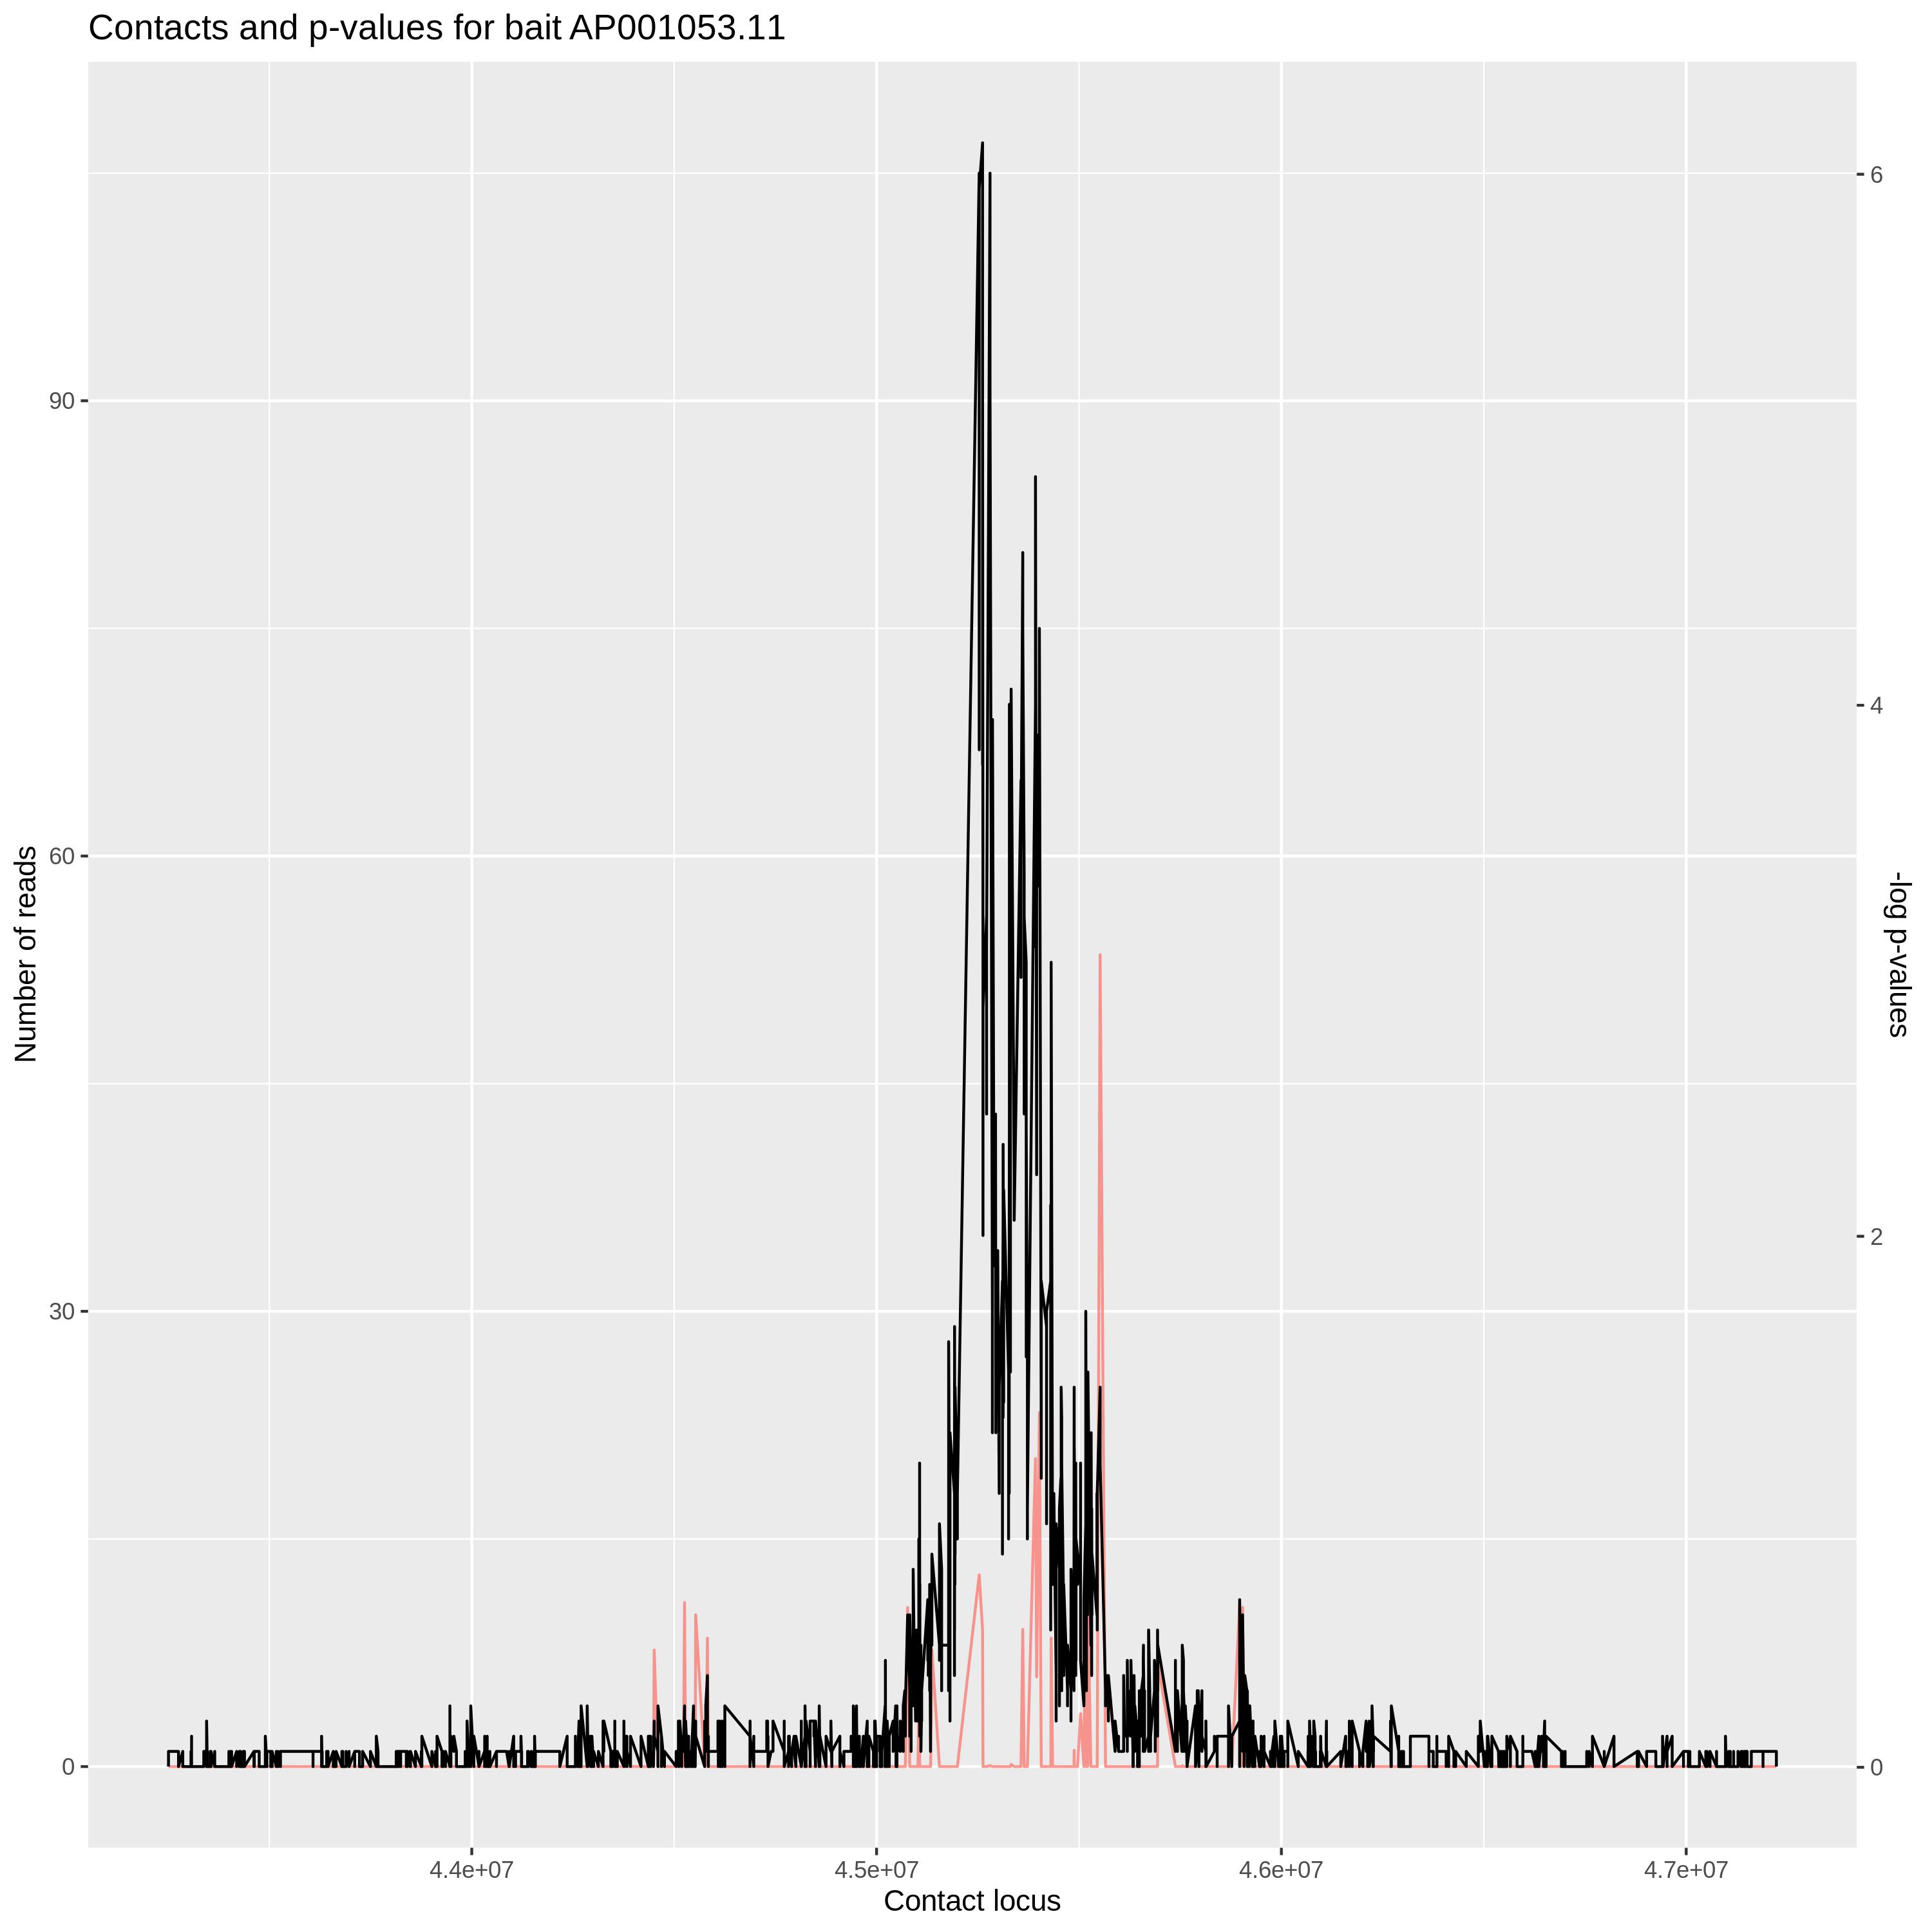 Contacts and p-values for bait AP001053.11
90
60
30
0
6
4
2
0
Number of reads
-log p-values
4.4e+07
4.5e+07
4.6e+07
4.7e+07
Contact locus